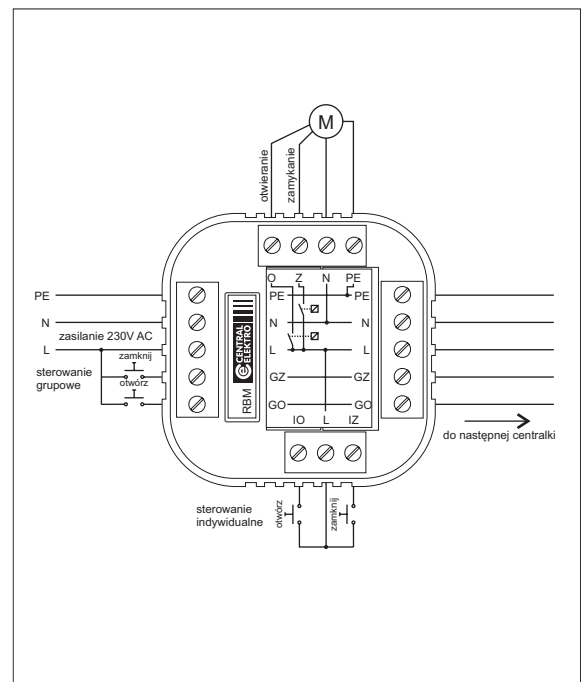 M
otwieranie
zamykanie
O Z N PE
PE PE PE
N N N
zasilanie 230V AC
L L L
zamknij
sterowanie
grupowe
GZ GZ
otwórz
GO GO
CENTRAL
ELEKTRO
RBM
IO L IZ
do następnej centralki
sterowanie
indywidualne
otwórz
zamknij